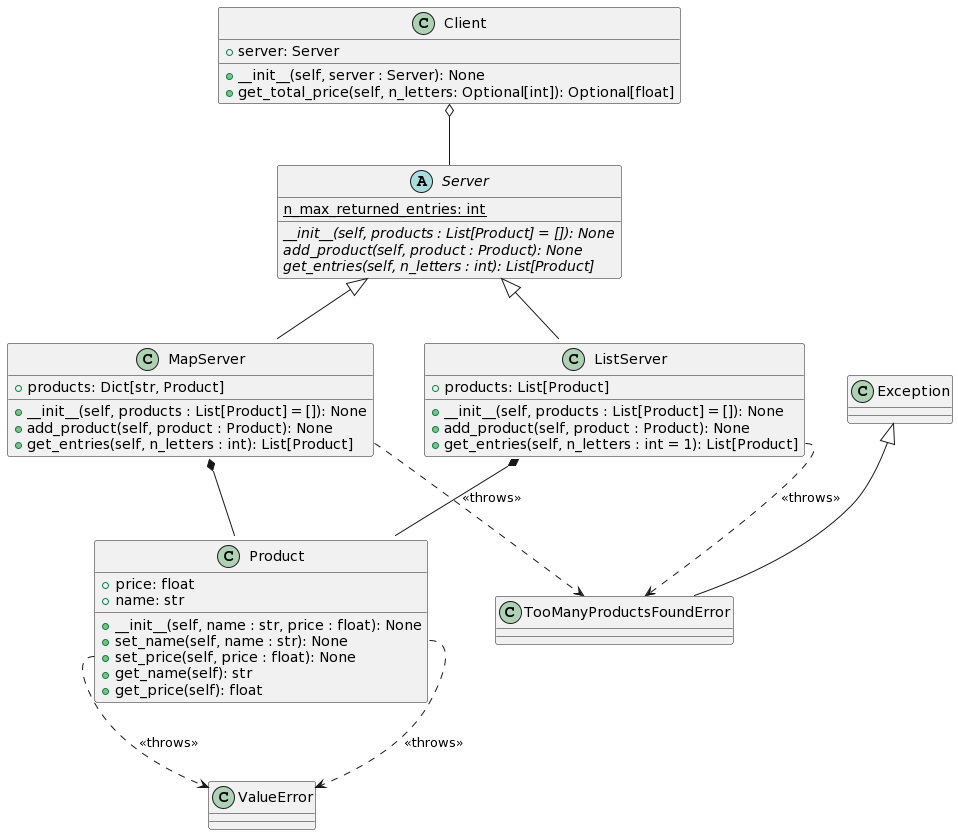 C Client
server: Server
__init__(self, server : Server): None
get_total_price(self, n_letters: Optional[int]): Optional[float]
A Server
n_max_returned_entries: int
__init__(self, products : List[Product] = []): None
add_product(self, product : Product): None
get_entries(self, n_letters : int): List[Product]
C MapServer
products: Dict[str, Product]
__init__(self, products : List[Product] = []): None
add_product(self, product : Product): None
get_entries(self, n_letters : int): List[Product]
C ListServer
products: List[Product]
__init__(self, products : List[Product] = []): None
add_product(self, product : Product): None
get_entries(self, n_letters : int = 1): List[Product]
C Exception
«throws»
«throws»
C Product
price: float
name: str
__init__(self, name : str, price : float): None
set_name(self, name : str): None
set_price(self, price : float): None
get_name(self): str
get_price(self): float
C TooManyProductsFoundError
«throws»
«throws»
C ValueError